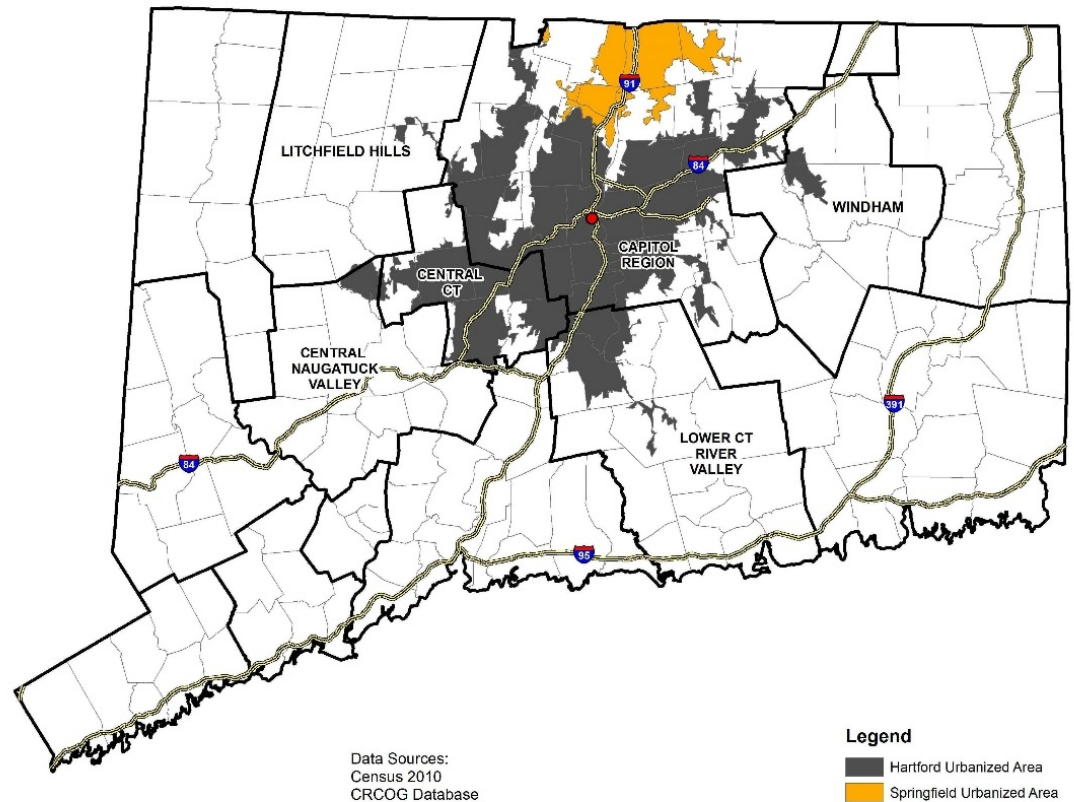 91
LITCHFIELD HILLS
84
WINDHAM
CAPITOL
REGION
CENTRAL
CT
CENTRAL
NAUGATUCK
VALLEY
391
LOWER CT
RIVER
VALLEY
84
95
Data Sources:
Census 2010
CRCOG Database
Legend
Hartford Urbanized Area
Springfield Urbanized Area